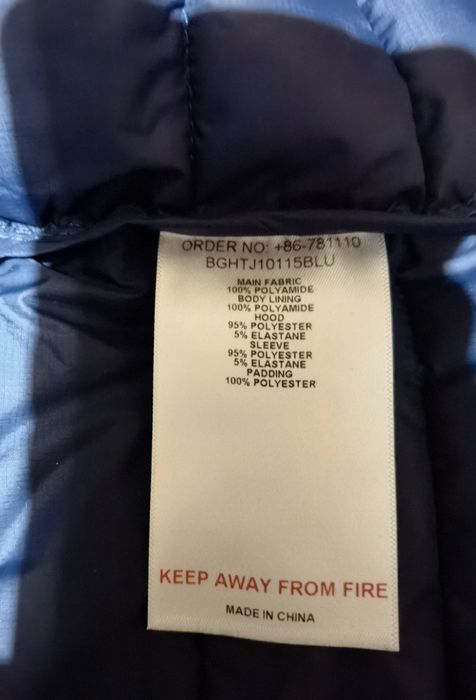 ORDER NO: +86-781110
BGHTJ10115BLU
MAIN FABRIC
100% POLYAMIDE
BODY LINING
100% POLYAMIDE
HOOD
95% POLYESTER
5% ELASTANE
SLEEVE
95% POLYESTER
5% ELASTANE
PADDING
100% POLYESTER
KEEP AWAY FROM FIRE
MADE IN CHINA